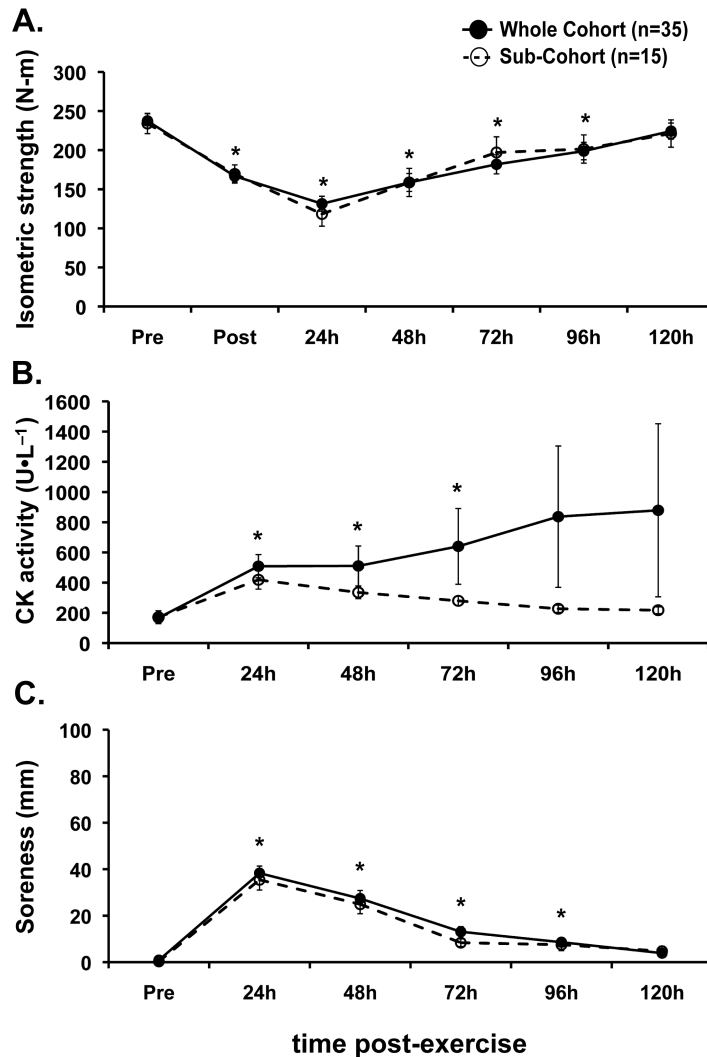 A.
Whole Cohort (n=35)
Sub-Cohort (n=15)
Isometric strength (N-m)
300
250
200
150
100
50
0
* * * * *
Pre Post 24h 48h 72h 96h 120h
B.
CK activity (U•L⁻¹)
1600
1400
1200
1000
800
600
400
200
0
* * *
Pre 24h 48h 72h 96h 120h
C.
Soreness (mm)
100
80
60
40
20
0
* * * *
Pre 24h 48h 72h 96h 120h
time post-exercise